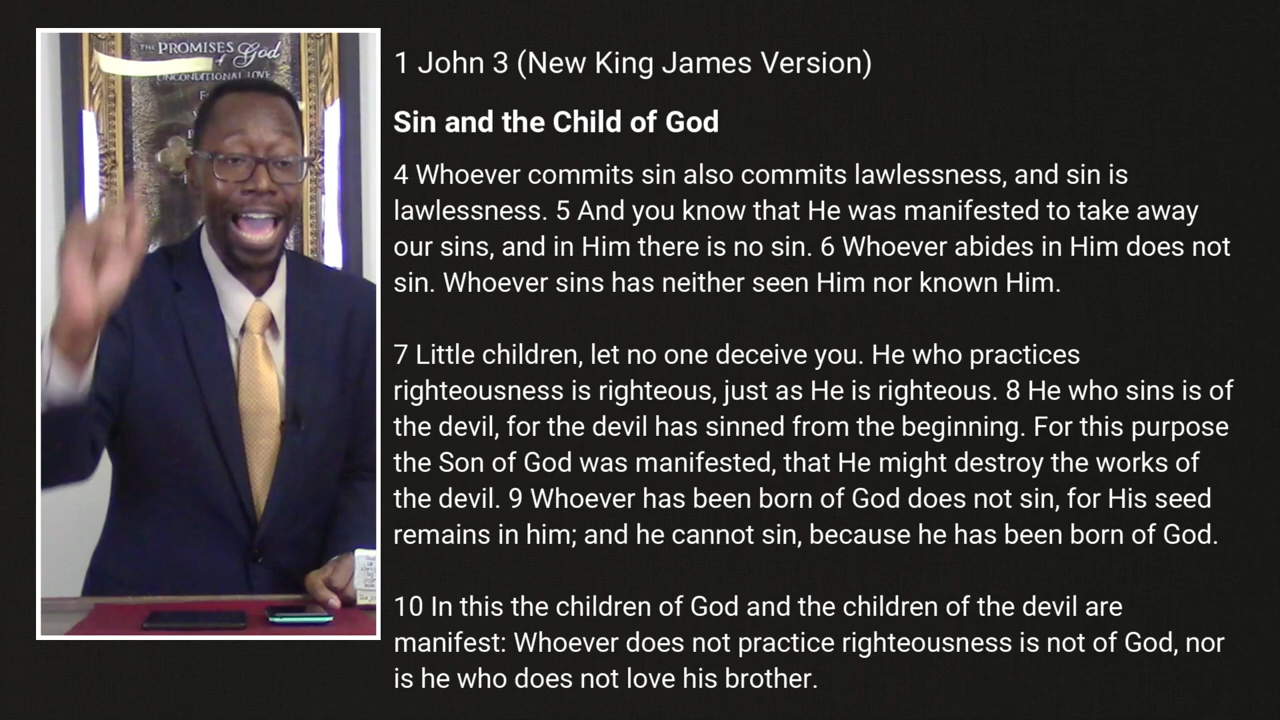 THE PROMISES
of God
UNCONDITIONAL LOVE
1 John 3 (New King James Version)
Sin and the Child of God
4 Whoever commits sin also commits lawlessness, and sin is
lawlessness. 5 And you know that He was manifested to take away
our sins, and in Him there is no sin. 6 Whoever abides in Him does not
sin. Whoever sins has neither seen Him nor known Him.
7 Little children, let no one deceive you. He who practices
righteousness is righteous, just as He is righteous. 8 He who sins is of
the devil, for the devil has sinned from the beginning. For this purpose
the Son of God was manifested, that He might destroy the works of
the devil. 9 Whoever has been born of God does not sin, for His seed
remains in him; and he cannot sin, because he has been born of God.
10 In this the children of God and the children of the devil are
manifest: Whoever does not practice righteousness is not of God, nor
is he who does not love his brother.